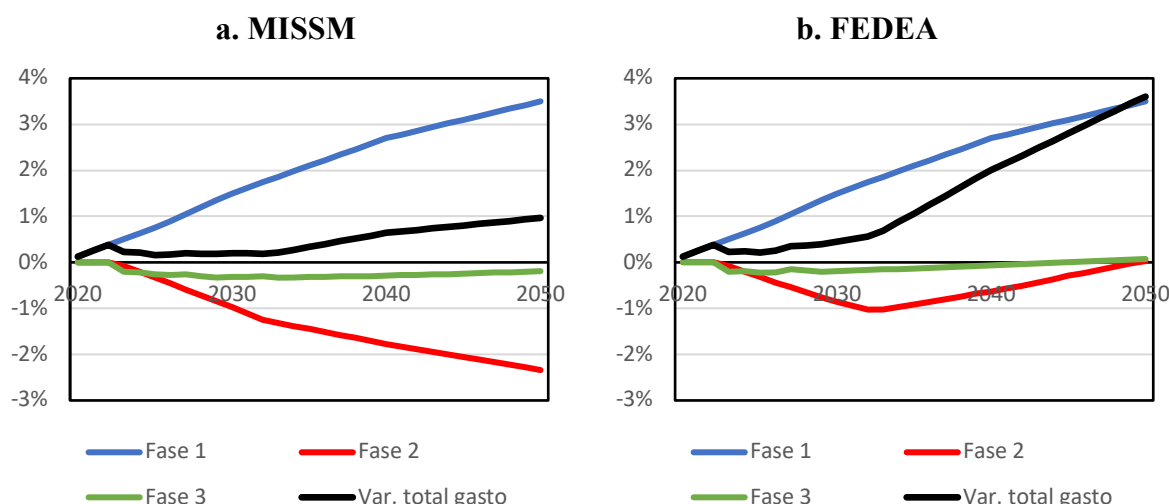 a. MISSM
4%
3%
2%
1%
0%
-1%
-2%
-3%
2020 2030 2040 2050
Fase 1 Fase 2
Fase 3 Var. total gasto
b. FEDEA
4%
3%
2%
1%
0%
-1%
-2%
-3%
2020 2030 2040 2050
Fase 1 Fase 2
Fase 3 Var. total gasto